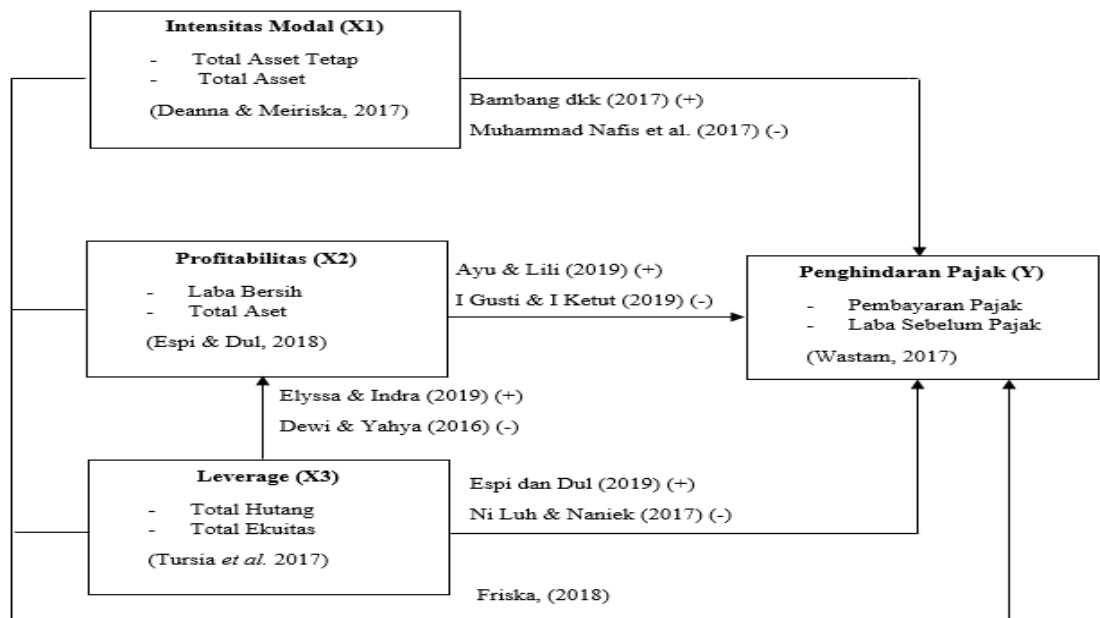 Intensitas Modal (X1)
- Total Asset Tetap
- Total Asset
(Deanna & Meiriska, 2017)
Bambang dkk (2017) (+)
Muhammad Nafis et al. (2017) (-)
Profitabilitas (X2)
- Laba Bersih
- Total Aset
(Espi & Dul, 2018)
Ayu & Lili (2019) (+)
I Gusti & I Ketut (2019) (-)
Penghindaran Pajak (Y)
- Pembayaran Pajak
- Laba Sebelum Pajak
(Wastam, 2017)
Elyssa & Indra (2019) (+)
Dewi & Yahya (2016) (-)
Leverage (X3)
- Total Hutang
- Total Ekuitas
(Tursia et al. 2017)
Espi dan Dul (2019) (+)
Ni Luh & Naniek (2017) (-)
Friska, (2018)